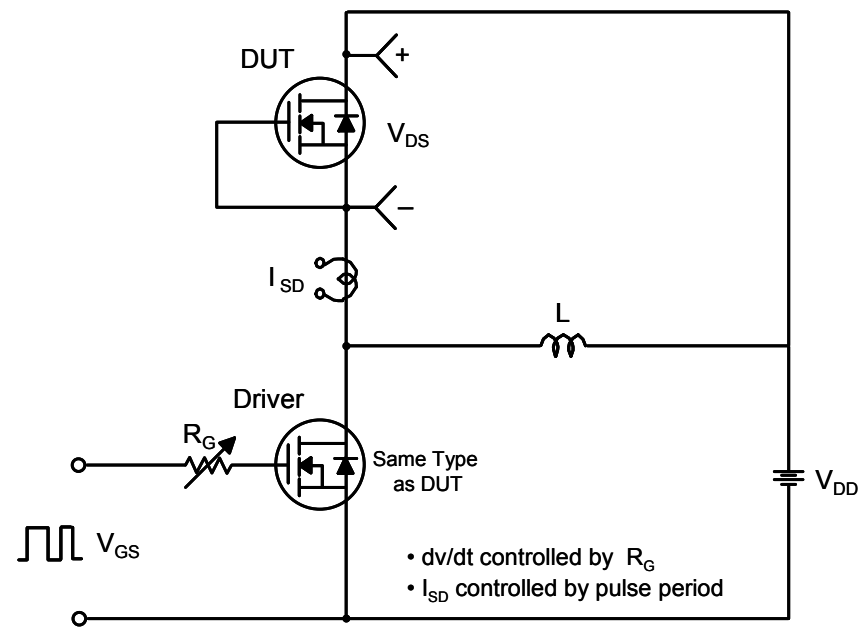 DUT
+
V_DS
−
I_SD
L
Driver
R_G
Same Type
as DUT
V_DD
V_GS
• dv/dt controlled by R_G
• I_SD controlled by pulse period